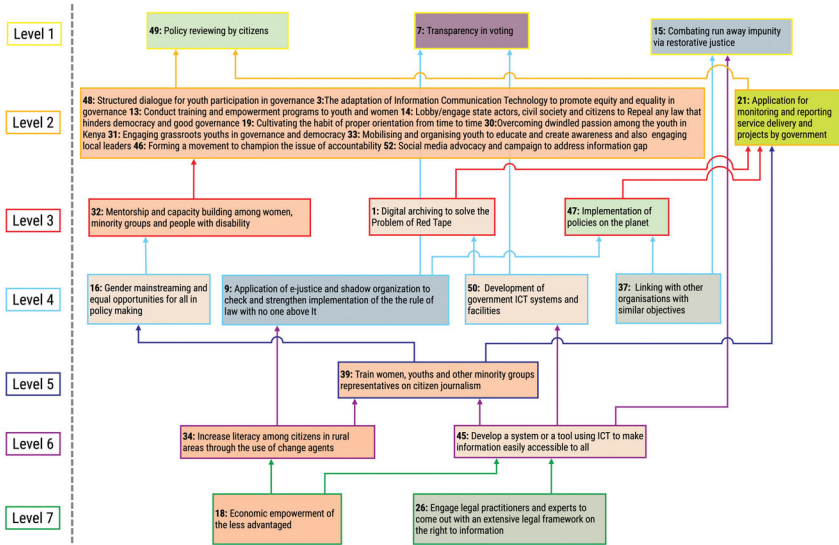 Level 1
49: Policy reviewing by citizens
7: Transparency in voting
15: Combating run away impunity
via restorative justice
Level 2
48: Structured dialogue for youth participation in governance 3:The adaptation of Information Communication Technology to promote equity and equality in
governance 13: Conduct training and empowerment programs to youth and women 14: Lobby/engage state actors, civil society and citizens to Repeal any law that
hinders democracy and good governance 19: Cultivating the habit of proper orientation from time to time 30:Overcoming dwindled passion among the youth in
Kenya 31: Engaging grassroots youths in governance and democracy 33: Mobilising and organising youth to educate and create awareness and also engaging
local leaders 46: Forming a movement to champion the issue of accountability 52: Social media advocacy and campaign to address information gap
21: Application for
monitoring and reporting
service delivery and
projects by government
Level 3
32: Mentorship and capacity building among women,
minority groups and people with disability
1: Digital archiving to solve the
Problem of Red Tape
47: Implementation of
policies on the planet
Level 4
16: Gender mainstreaming and
equal opportunities for all in
policy making
9: Application of e-justice and shadow organization to
check and strengthen implementation of the the rule of
law with no one above It
50: Development of
government ICT systems and
facilities
37: Linking with other
organisations with
similar objectives
Level 5
39: Train women, youths and other minority groups
representatives on citizen journalism
Level 6
34: Increase literacy among citizens in rural
areas through the use of change agents
45: Develop a system or a tool using ICT to make
information easily accessible to all
Level 7
18: Economic empowerment of
the less advantaged
26: Engage legal practitioners and experts to
come out with an extensive legal framework on
the right to information